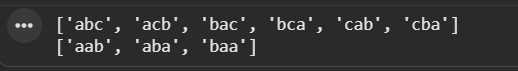 ['abc', 'acb', 'bac', 'bca', 'cab', 'cba']
['aab', 'aba', 'baa']